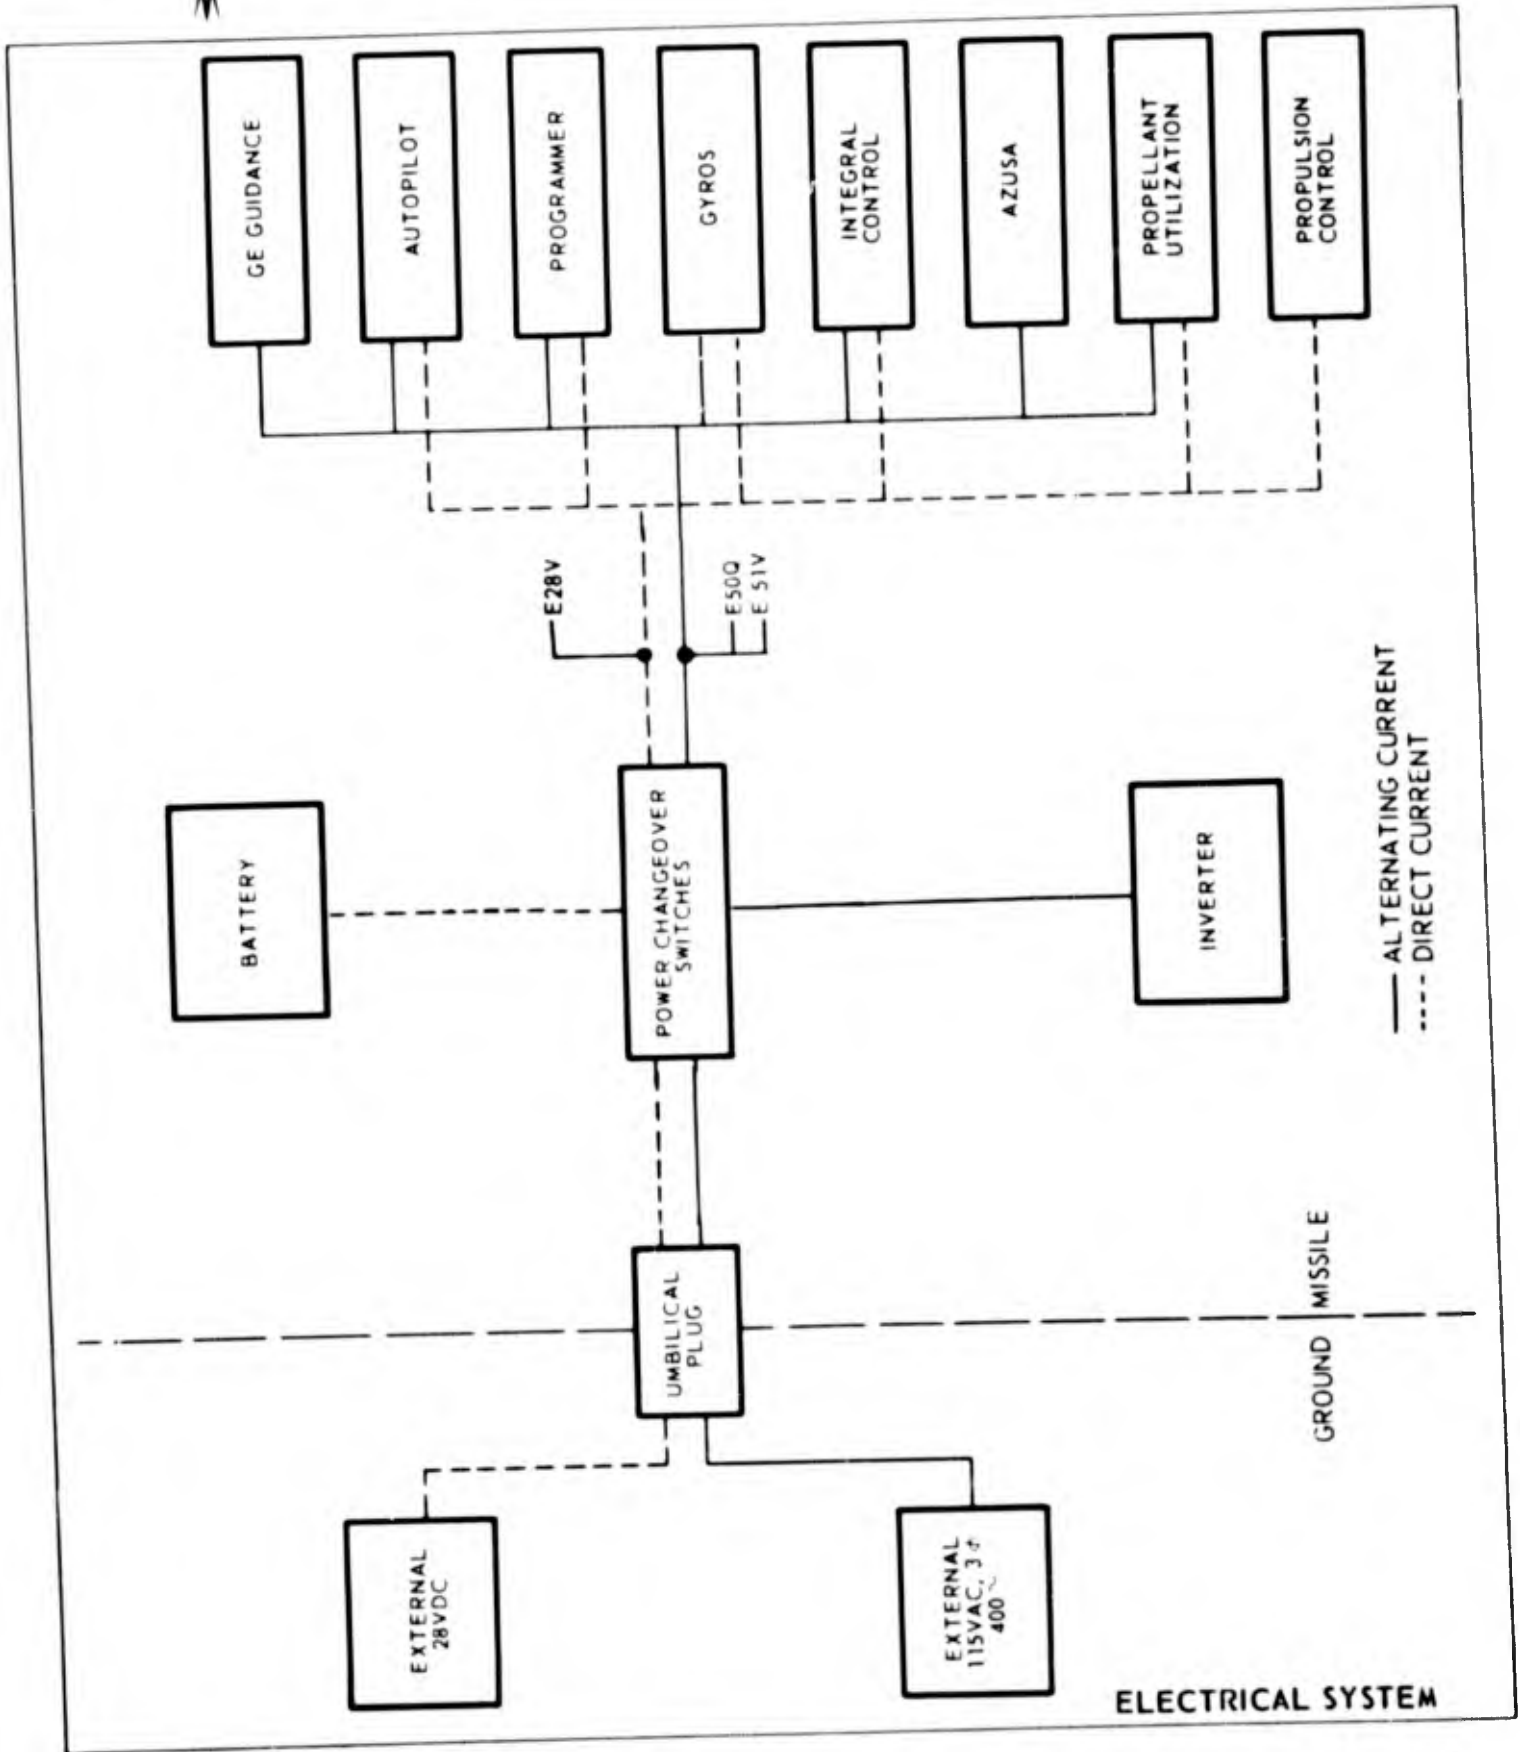 GE GUIDANCE
AUTOPILOT
PROGRAMMER
GYROS
INTEGRAL
CONTROL
AZUSA
PROPELLANT
UTILIZATION
PROPULSION
CONTROL
E28V
E50Q
E 51V
BATTERY
POWER CHANGEOVER
SWITCHES
INVERTER
ALTERNATING CURRENT
DIRECT CURRENT
UMBILICAL
PLUG
MISSILE
GROUND
EXTERNAL
28VDC
EXTERNAL
115VAC, 3 ϕ
400 ~
ELECTRICAL SYSTEM